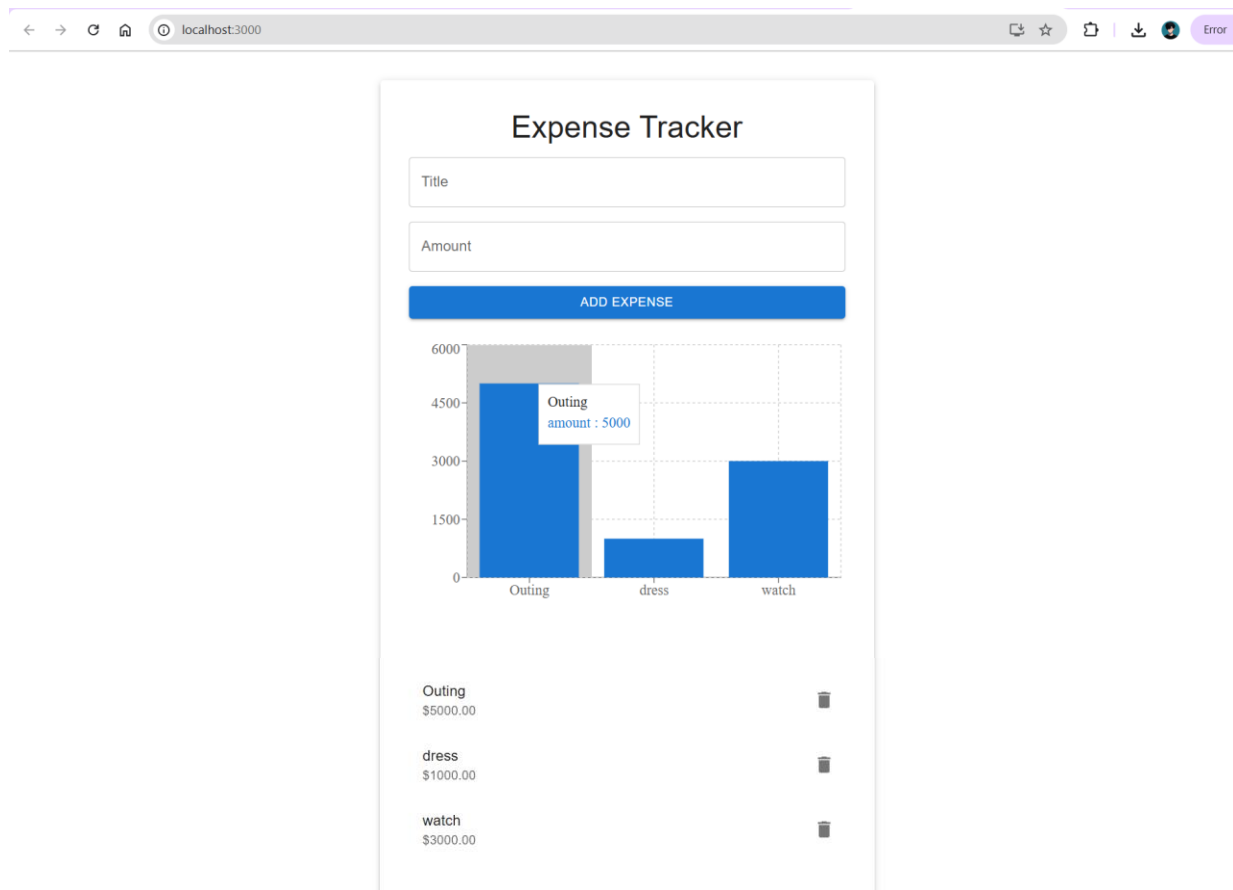 localhost:3000
Error
Expense Tracker
Title
Amount
ADD EXPENSE
6000
4500
3000
1500
0
Outing
amount : 5000
Outing
dress
watch
Outing
$5000.00
dress
$1000.00
watch
$3000.00